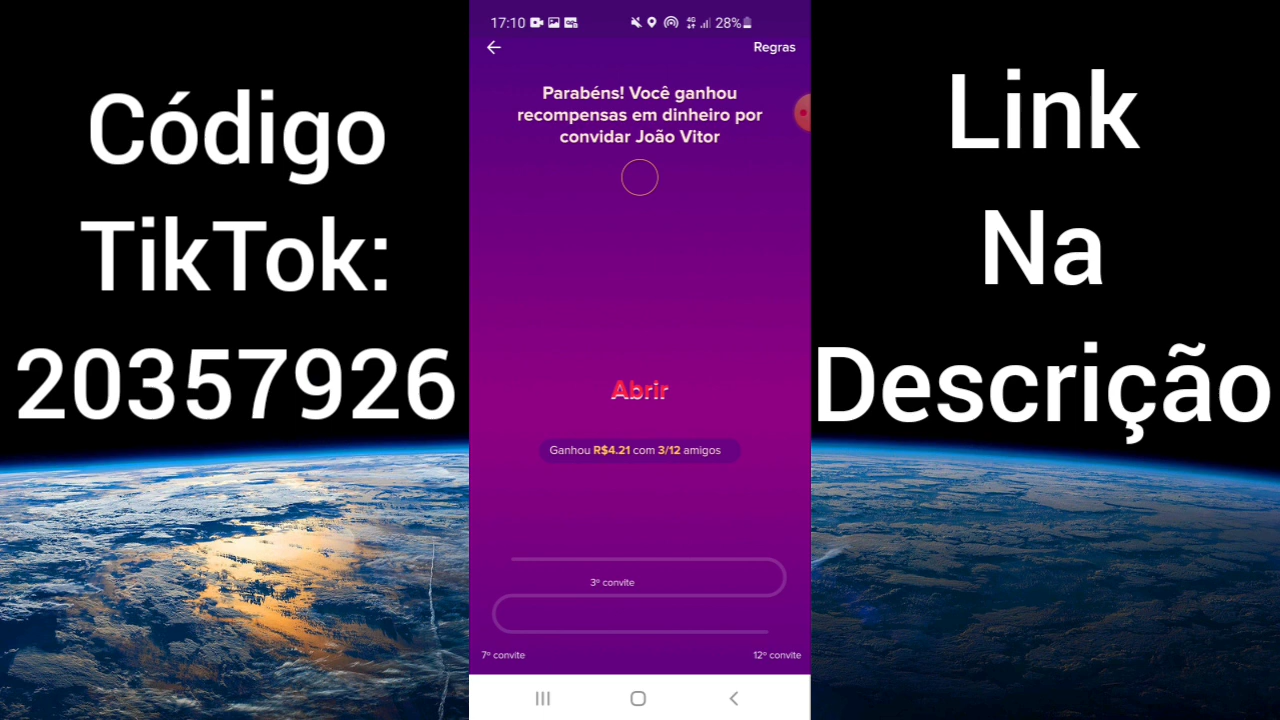 Código
TikTok:
20357926
17:10
4G
28%
Regras
Parabéns! Você ganhou
recompensas em dinheiro por
convidar João Vitor
Abrir
Ganhou R$4.21 com 3/12 amigos
3º convite
7º convite
12º convite
Link
Na
Descrição